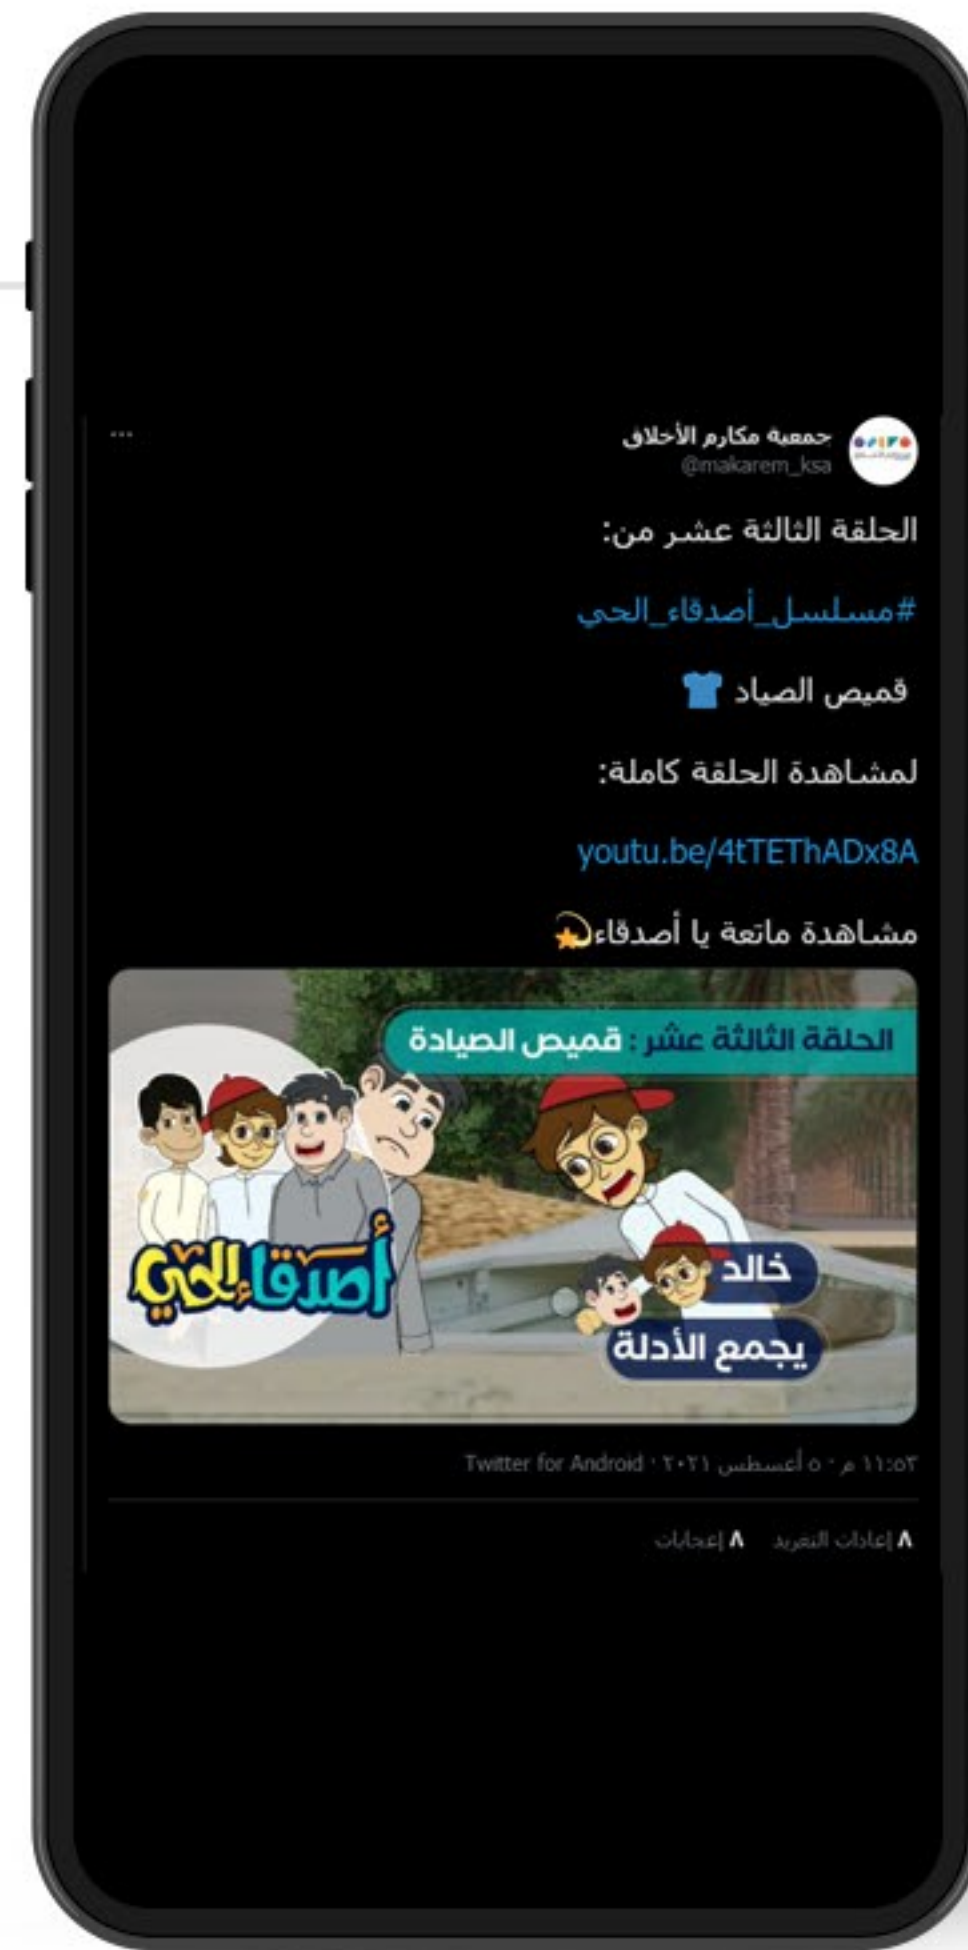 جمعية مكارم الأخلاق
@makarem_ksa
الحلقة الثالثة عشر من:
#مسلسل_أصدقاء_الحي
قميص الصياد
لمشاهدة الحلقة كاملة:
youtu.be/4tTEThADx8A
مشاهدة ماتعة يا أصدقاء
الحلقة الثالثة عشر : قميص الصيادة
أصدقاء الحي
خالد
يجمع الأدلة
١١:٥٣ م · ٥ أغسطس ٢٠٢١ · Twitter for Android
٨ إعادات التغريد ٨ إعجابات